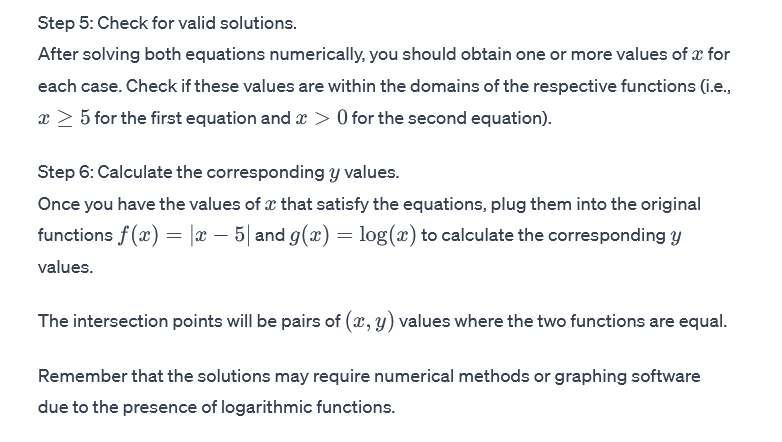 Step 5: Check for valid solutions.
After solving both equations numerically, you should obtain one or more values of x for
each case. Check if these values are within the domains of the respective functions (i.e.,
x ≥ 5 for the first equation and x > 0 for the second equation).
Step 6: Calculate the corresponding y values.
Once you have the values of x that satisfy the equations, plug them into the original
functions f(x) = |x − 5| and g(x) = log(x) to calculate the corresponding y
values.
The intersection points will be pairs of (x, y) values where the two functions are equal.
Remember that the solutions may require numerical methods or graphing software
due to the presence of logarithmic functions.